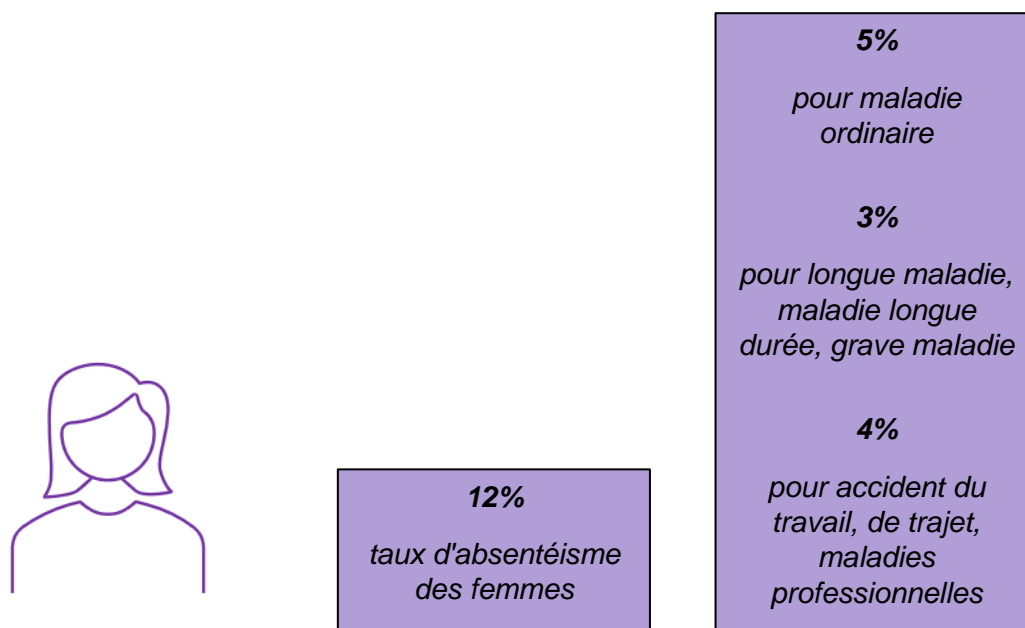 12%
taux d'absentéisme
des femmes
5%
pour maladie
ordinaire
3%
pour longue maladie,
maladie longue
durée, grave maladie
4%
pour accident du
travail, de trajet,
maladies
professionnelles